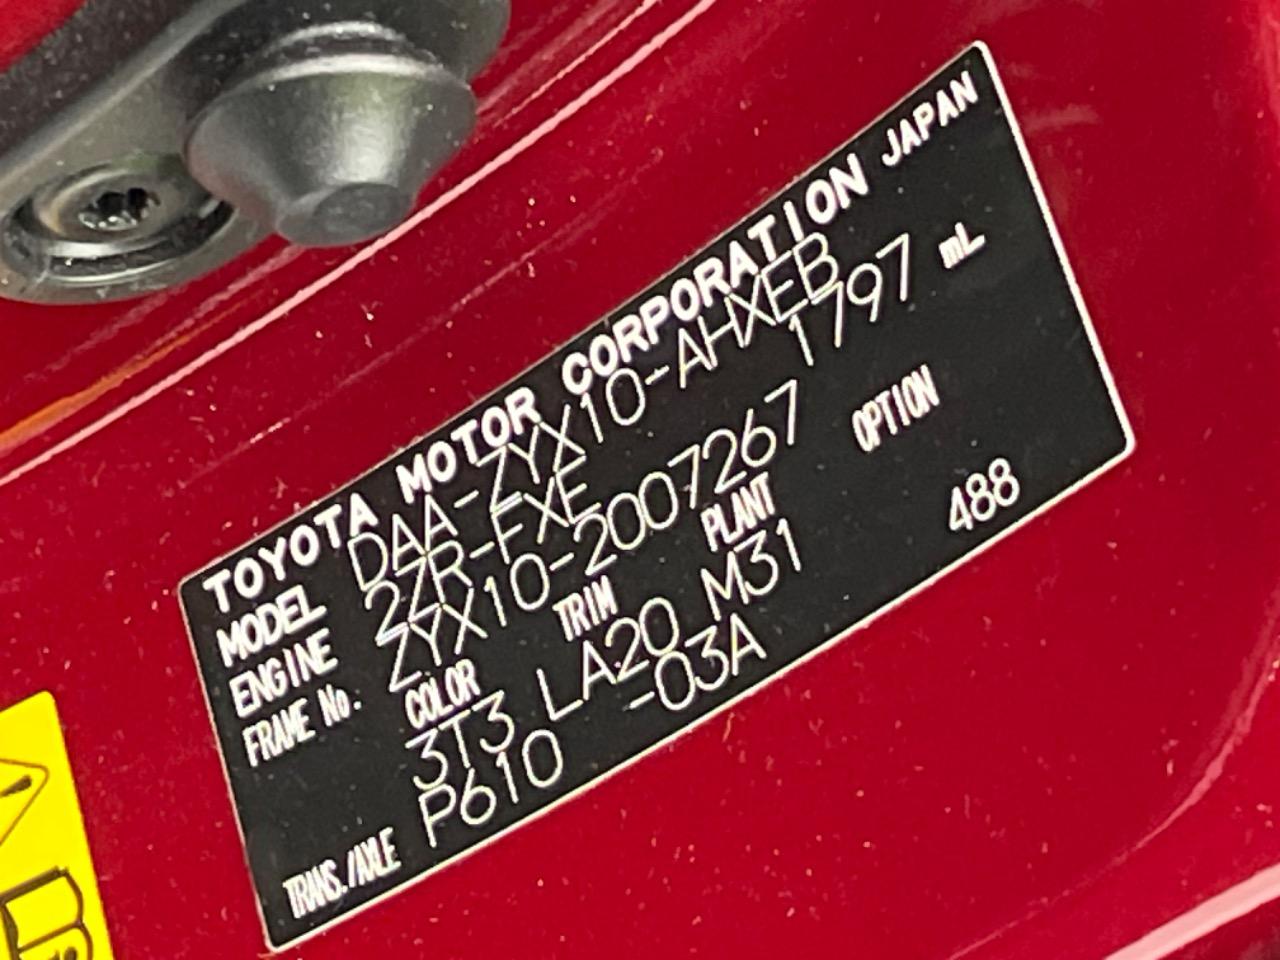 TOYOTA MOTOR CORPORATION JAPAN
MODEL DAA-ZYX10-AHXEB
ENGINE 2ZR-FXE 1797 mL
FRAME No. ZYX10-2007267
COLOR TRIM PLANT OPTION
3T3 LA20 M31 488
TRANS./AXLE P610 -03A